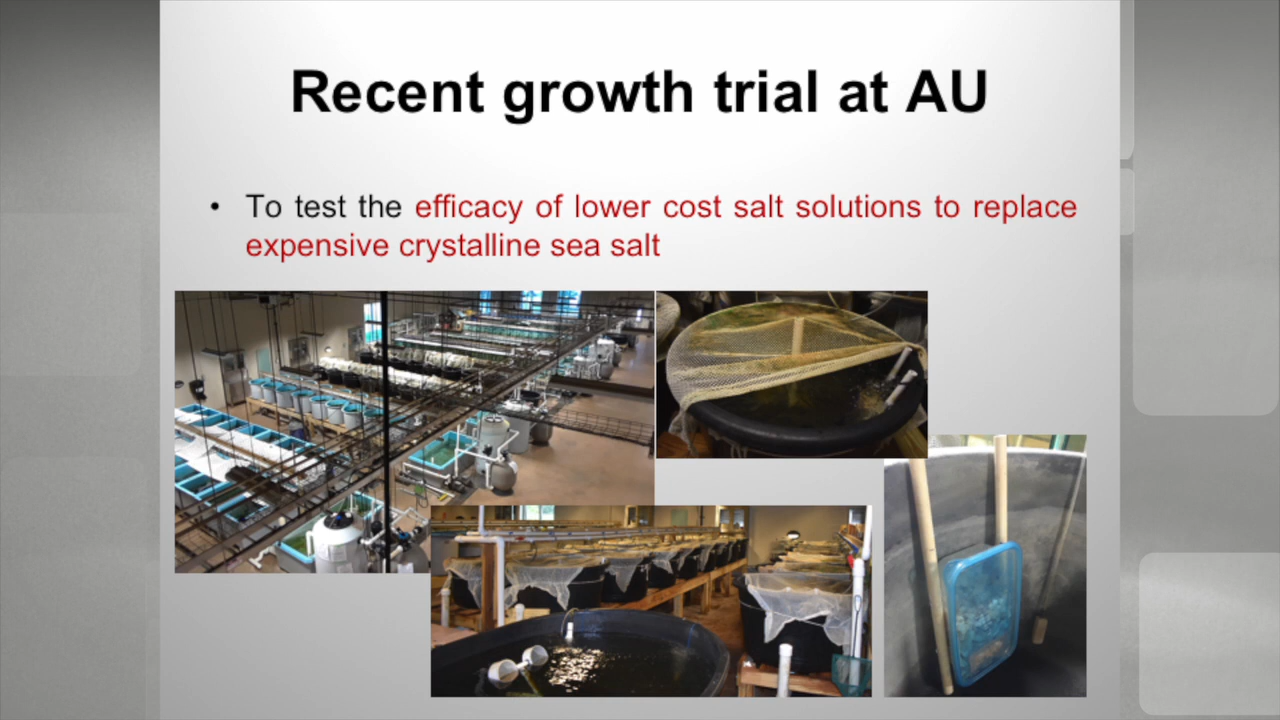 Recent growth trial at AU
• To test the efficacy of lower cost salt solutions to replace
expensive crystalline sea salt